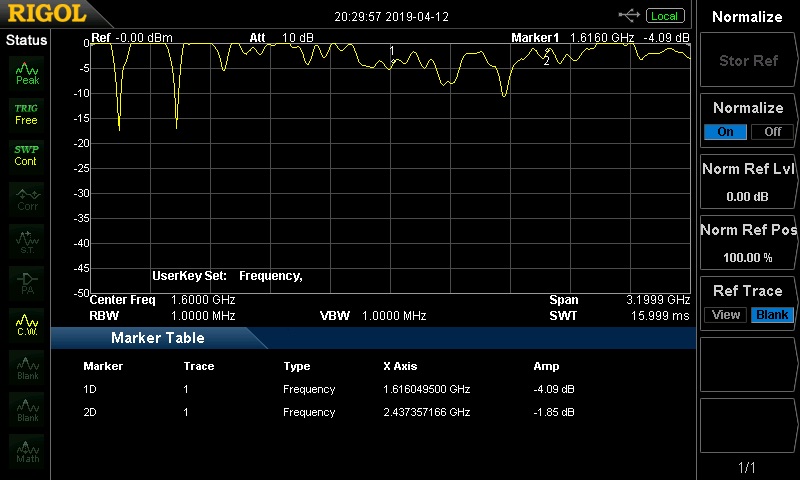 RIGOL
20:29:57 2019-04-12
Local
Normalize
Status
Ref -0.00 dBm Att 10 dB Marker1 1.6160 GHz -4.09 dB
0
-5
-10
-15
-20
-25
-30
-35
-40
-45
-50
1
2
UserKey Set: Frequency,
Center Freq 1.6000 GHz Span 3.1999 GHz
RBW 1.0000 MHz VBW 1.0000 MHz SWT 15.999 ms
Marker Table
Marker Trace Type X Axis Amp
1D 1 Frequency 1.616049500 GHz -4.09 dB
2D 1 Frequency 2.437357166 GHz -1.85 dB
Peak
TRIG
Free
SWP
Cont
Corr
S.T.
PA
C.W.
Blank
Blank
Math
Stor Ref
Normalize
On Off
Norm Ref Lvl
0.00 dB
Norm Ref Pos
100.00 %
Ref Trace
View Blank
1/1